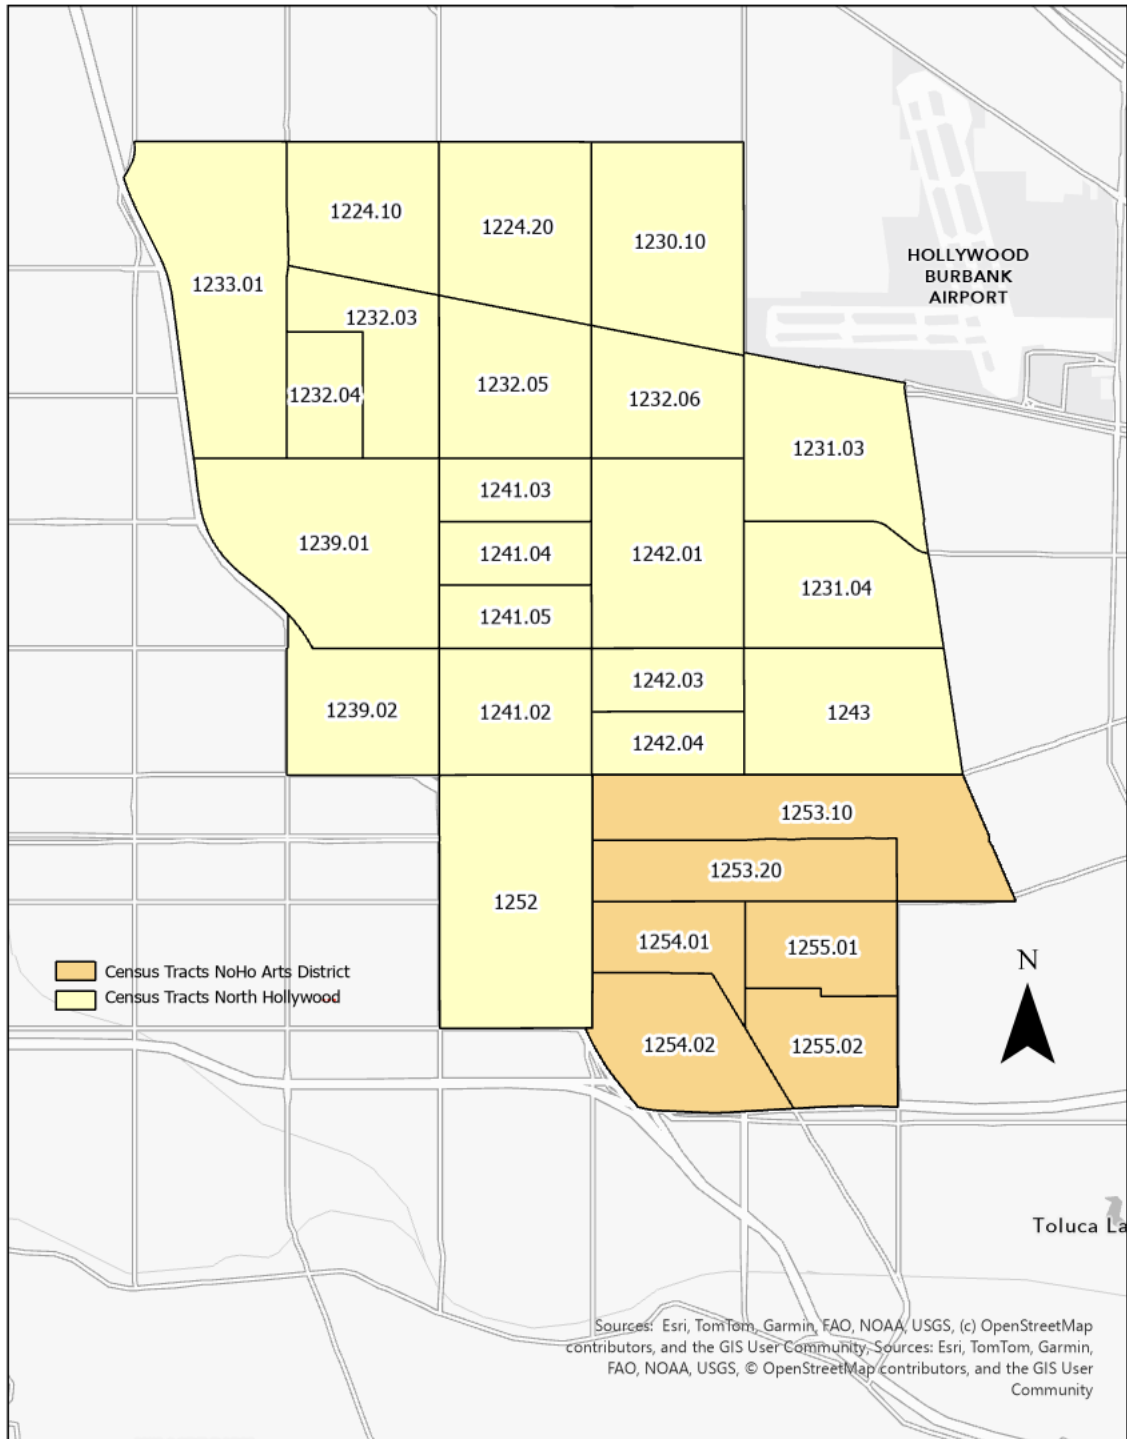 1224.10
1224.20
1230.10
HOLLYWOOD
BURBANK
AIRPORT
1233.01
1232.03
1232.04
1232.05
1232.06
1231.03
1241.03
1239.01
1241.04
1242.01
1231.04
1241.05
1242.03
1239.02
1241.02
1243
1242.04
1253.10
1253.20
1252
1254.01
1255.01
N
Census Tracts NoHo Arts District
Census Tracts North Hollywood
1254.02
1255.02
Toluca La
Sources: Esri, TomTom, Garmin, FAO, NOAA, USGS, (c) OpenStreetMap
contributors, and the GIS User Community, Sources: Esri, TomTom, Garmin,
FAO, NOAA, USGS, © OpenStreetMap contributors, and the GIS User
Community